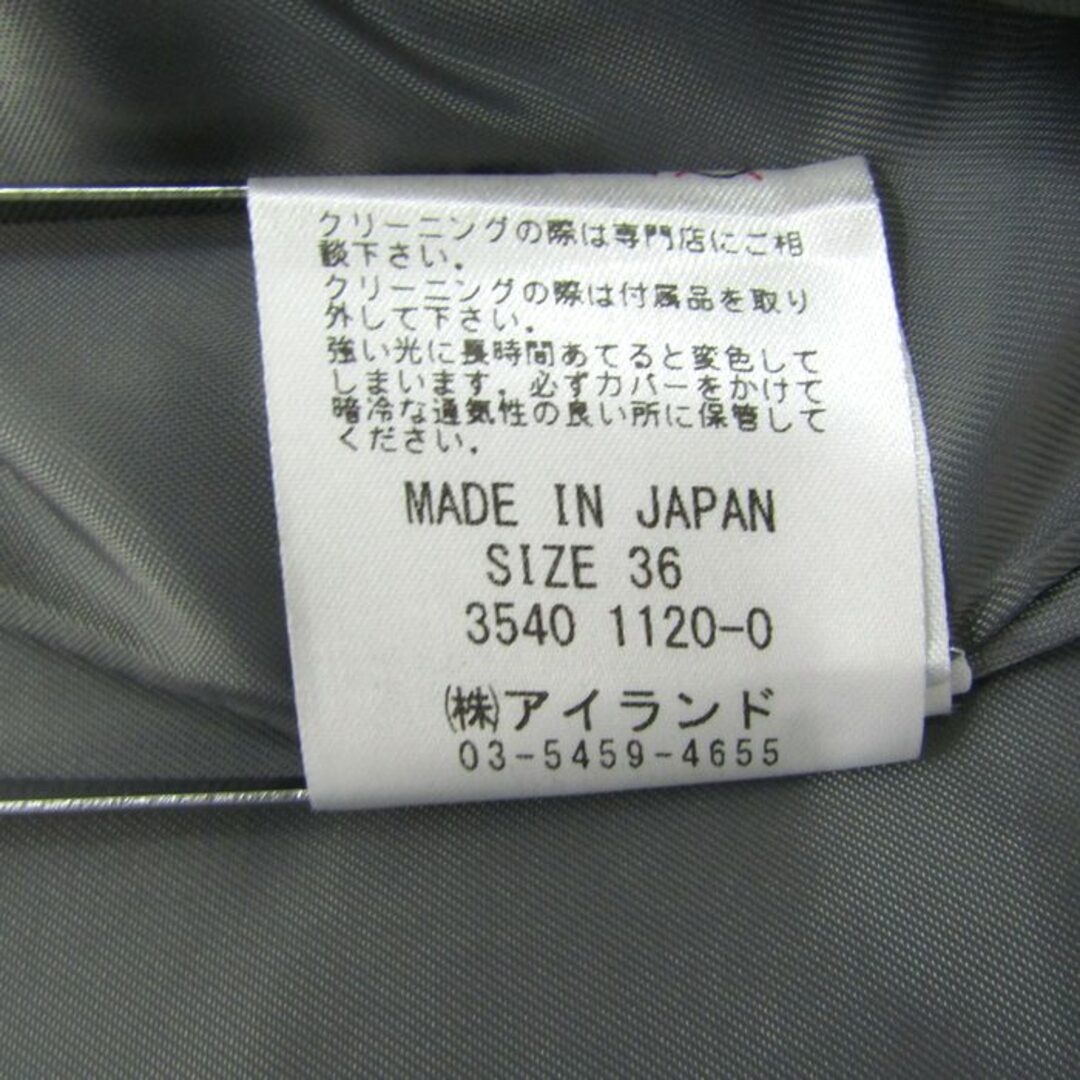 クリーニングの際は専門店にご相
談下さい.
クリーニングの際は付属品を取り
外して下さい.
強い光に長時間あてると変色して
しまいます.必ずカバーをかけて
暗冷な通気性の良い所に保管して
ください.
MADE IN JAPAN
SIZE 36
3540 1120-0
㈱アイランド
03-5459-4655